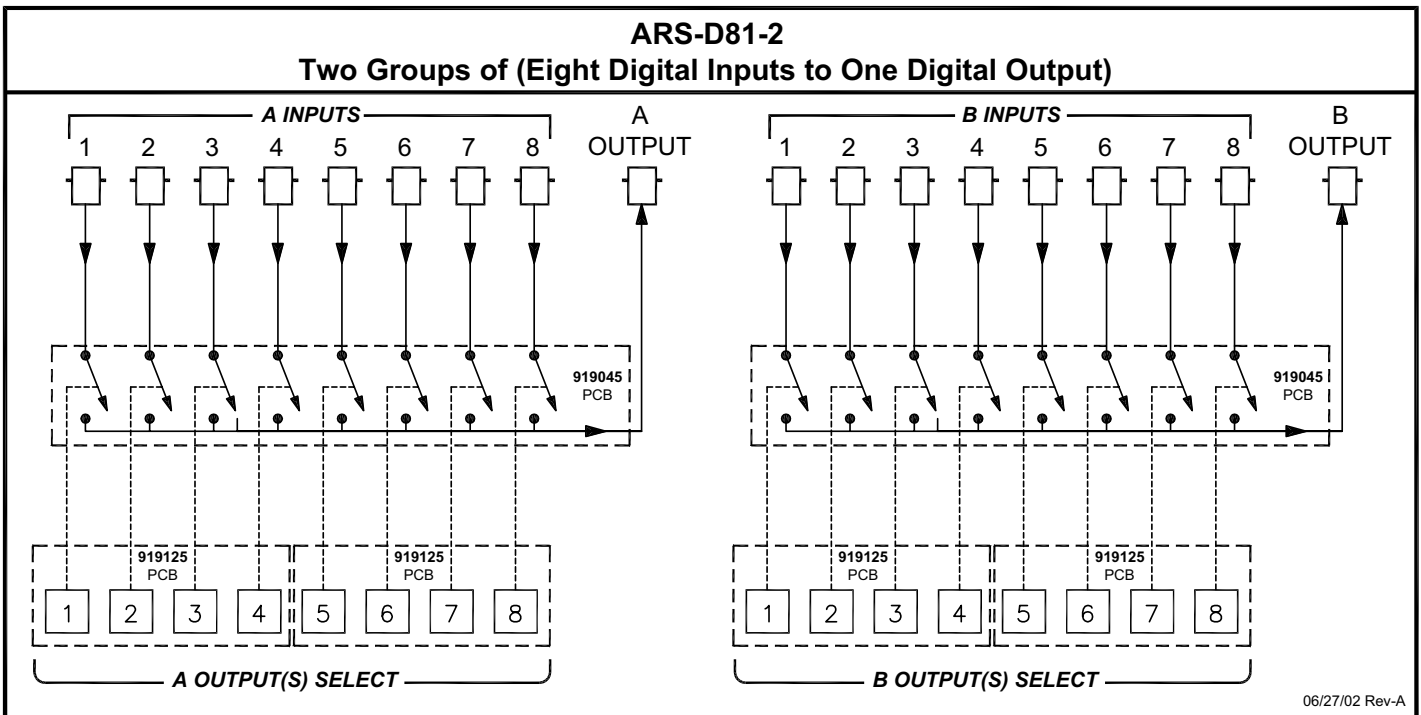 ARS-D81-2
Two Groups of (Eight Digital Inputs to One Digital Output)
A INPUTS
A
OUTPUT
1 2 3 4 5 6 7 8
919045
PCB
919125
PCB
919125
PCB
1 2 3 4 5 6 7 8
A OUTPUT(S) SELECT
B INPUTS
B
OUTPUT
1 2 3 4 5 6 7 8
919045
PCB
919125
PCB
919125
PCB
1 2 3 4 5 6 7 8
B OUTPUT(S) SELECT
06/27/02 Rev-A